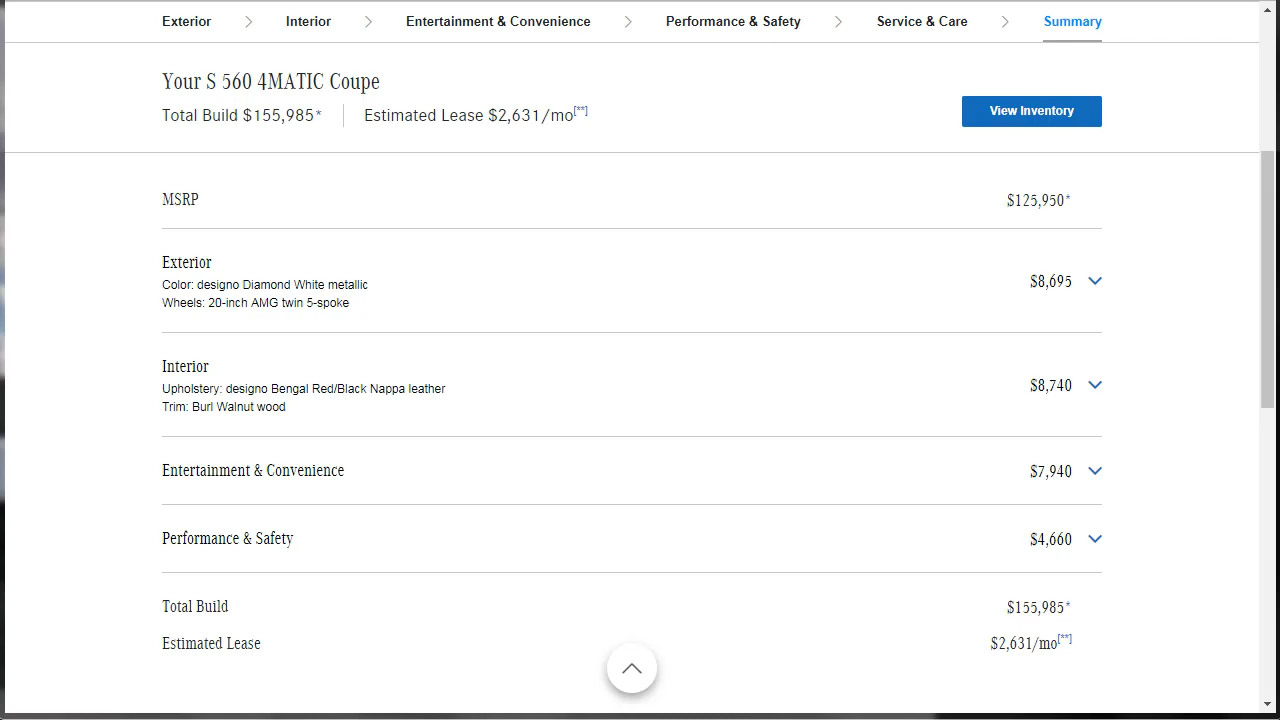 Exterior Interior Entertainment & Convenience Performance & Safety Service & Care Summary
Your S 560 4MATIC Coupe
Total Build $155,985* Estimated Lease $2,631/mo[**]
View Inventory
MSRP $125,950*
Exterior
Color: designo Diamond White metallic
Wheels: 20-inch AMG twin 5-spoke
$8,695
Interior
Upholstery: designo Bengal Red/Black Nappa leather
Trim: Burl Walnut wood
$8,740
Entertainment & Convenience $7,940
Performance & Safety $4,660
Total Build $155,985*
Estimated Lease $2,631/mo[**]